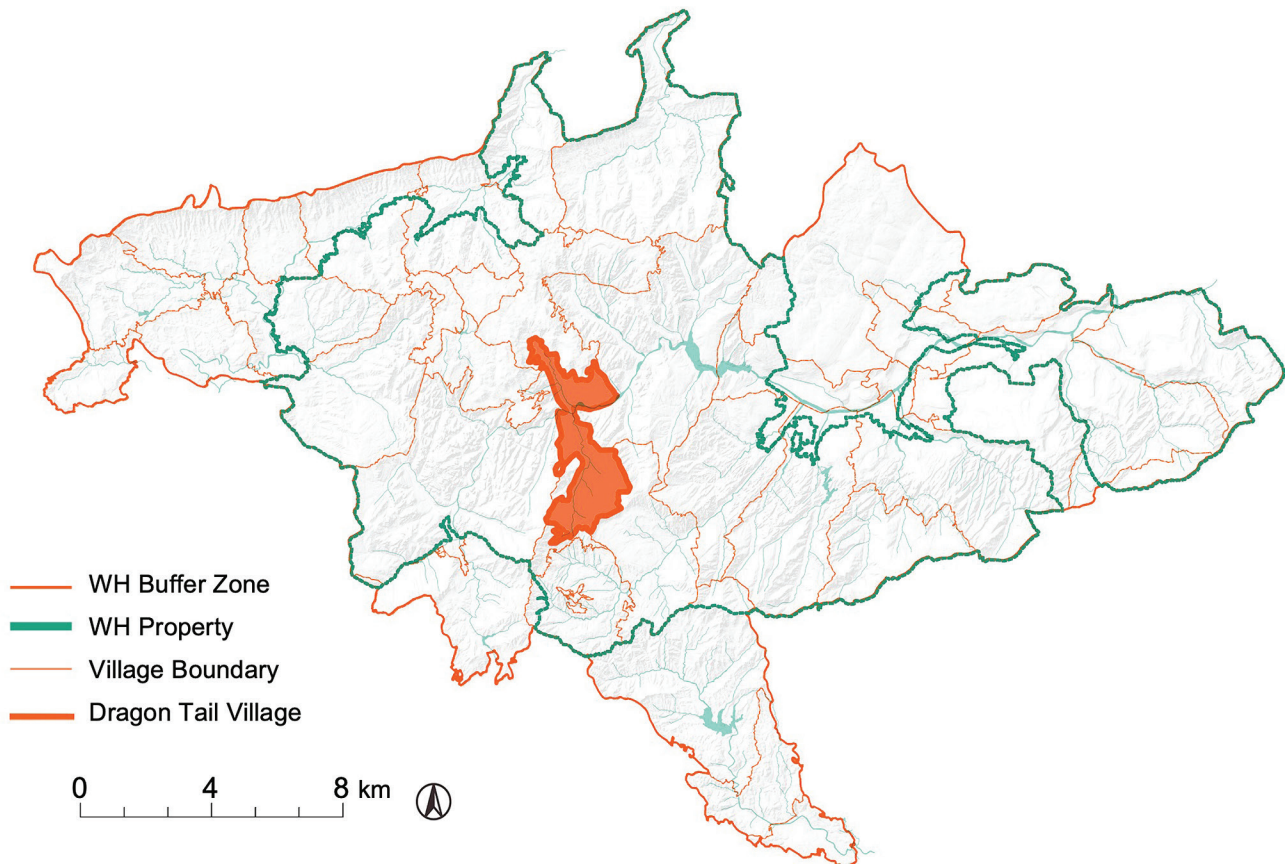 WH Buffer Zone
WH Property
Village Boundary
Dragon Tail Village
0 4 8 km